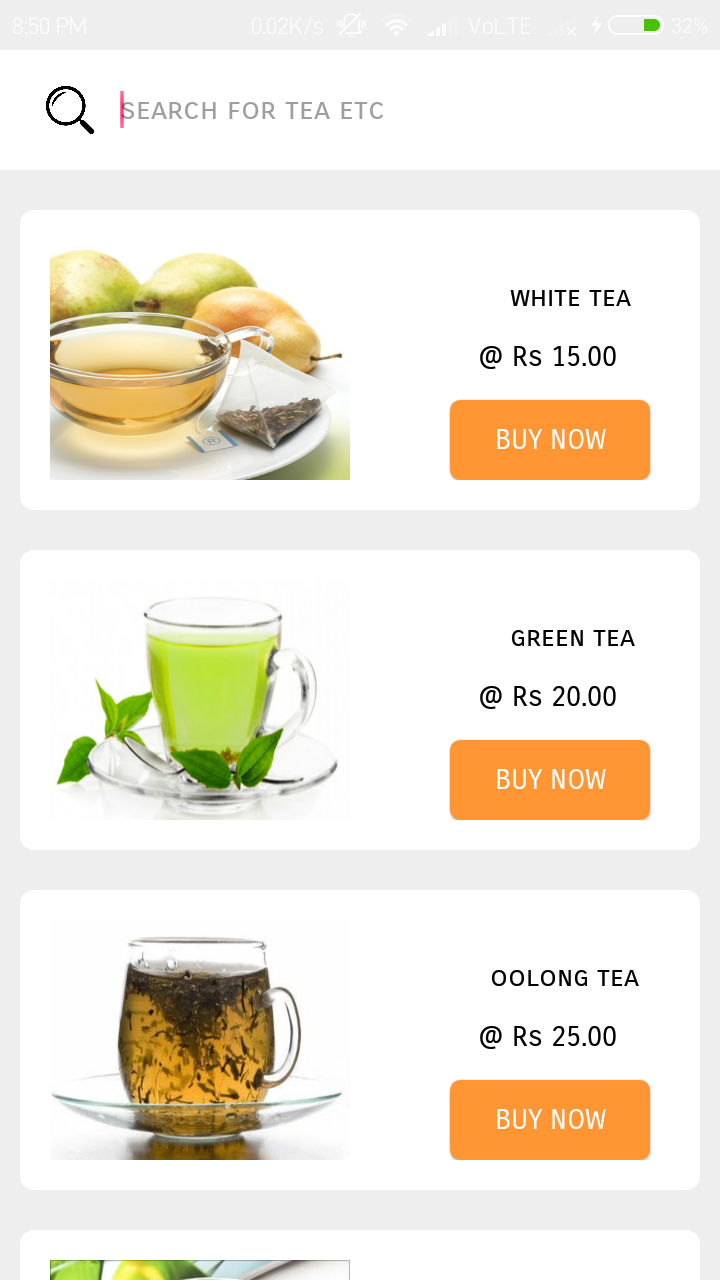 8:50 PM 0.02K/s VoLTE 32%
SEARCH FOR TEA ETC
WHITE TEA
@ Rs 15.00
BUY NOW
®
GREEN TEA
@ Rs 20.00
BUY NOW
OOLONG TEA
@ Rs 25.00
BUY NOW